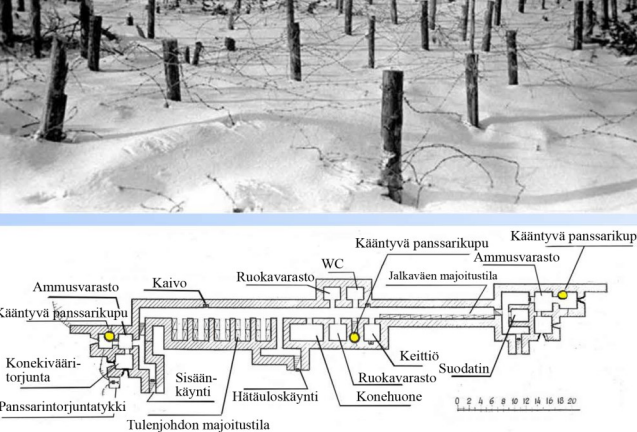 Kääntyvä panssarikup
Kääntyvä panssarikupu
Ammusvarasto
WC
Ruokavarasto
Jalkaväen majoitustila
Kaivo
Ammusvarasto
Kääntyvä panssarikupu
Keittiö
Suodatin
Konekivääri-
torjunta
Sisään-
käynti
Ruokavarasto
Hätäuloskäynti
Konehuone
Panssarintorjuntatykki
Tulenjohdon majoitustila
0 2 4 6 8 10 12 14 16 18 20